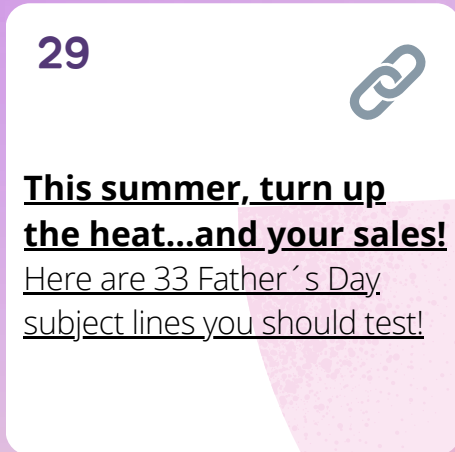 29
This summer, turn up
the heat...and your sales!
Here are 33 Father´s Day
subject lines you should test!